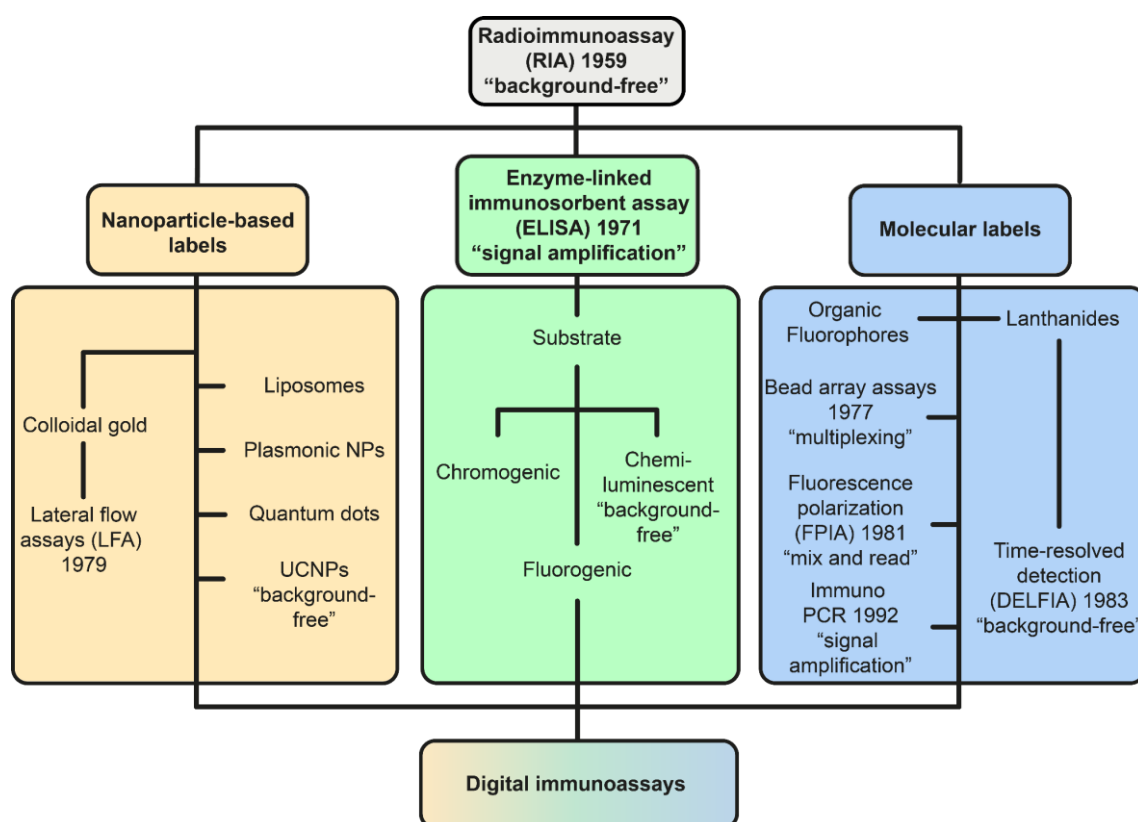 Radioimmunoassay
(RIA) 1959
“background-free”
Nanoparticle-based
labels
Enzyme-linked
immunosorbent assay
(ELISA) 1971
“signal amplification”
Molecular labels
Colloidal gold
Lateral flow
assays (LFA)
1979
Liposomes
Plasmonic NPs
Quantum dots
UCNPs
“background-
free”
Substrate
Chromogenic
Chemi-
luminescent
“background-
free”
Fluorogenic
Organic
Fluorophores
Lanthanides
Bead array assays
1977
“multiplexing”
Fluorescence
polarization
(FPIA) 1981
“mix and read”
Immuno
PCR 1992
“signal
amplification”
Time-resolved
detection
(DELFIA) 1983
“background-free”
Digital immunoassays